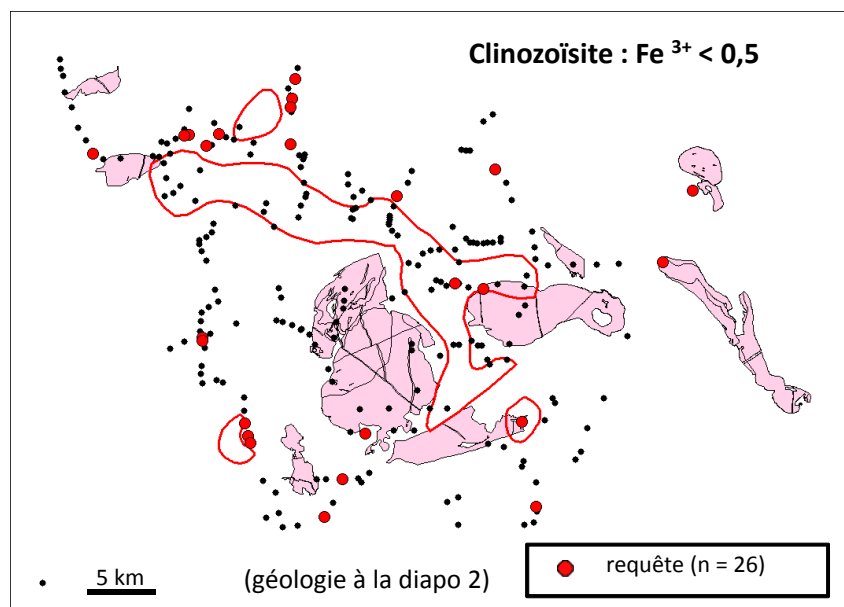 Clinozoïsite : Fe ³⁺ < 0,5
5 km
(géologie à la diapo 2)
requête (n = 26)